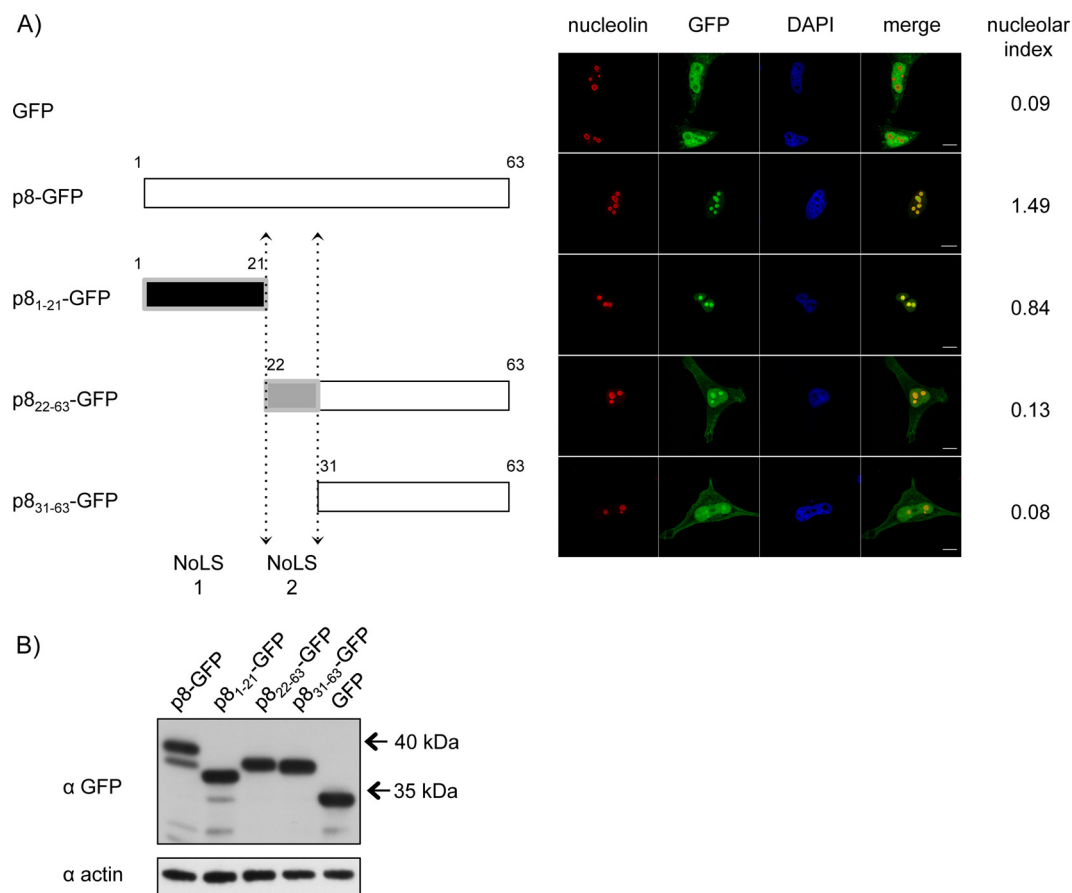 A)
nucleolin GFP DAPI merge nucleolar index
GFP
0.09
1 63
p8-GFP
1.49
1 21
p8₁₋₂₁-GFP
0.84
22 63
p8₂₂₋₆₃-GFP
0.13
31 63
p8₃₁₋₆₃-GFP
0.08
NoLS 1
NoLS 2
B)
p8-GFP
p8₁₋₂₁-GFP
p8₂₂₋₆₃-GFP
p8₃₁₋₆₃-GFP
GFP
40 kDa
α GFP
35 kDa
α actin